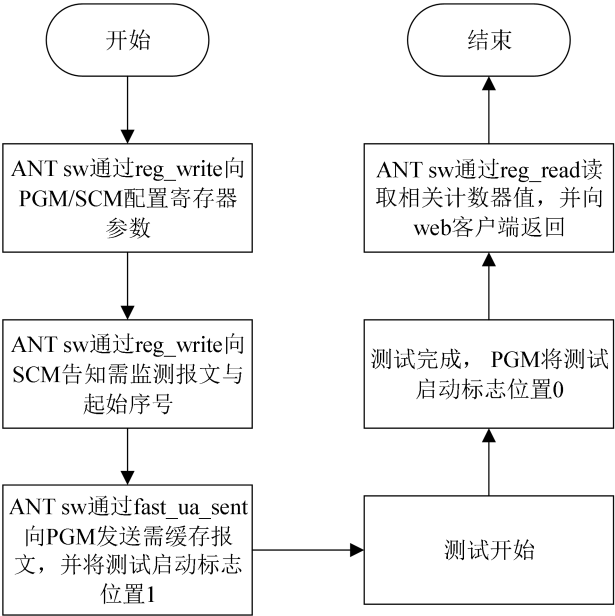 开始
ANT sw通过reg_write向
PGM/SCM配置寄存器
参数
ANT sw通过reg_write向
SCM告知需监测报文与
起始序号
ANT sw通过fast_ua_sent
向PGM发送需缓存报
文，并将测试启动标志
位置1
测试开始
测试完成， PGM将测试
启动标志位置0
ANT sw通过reg_read读
取相关计数器值，并向
web客户端返回
结束